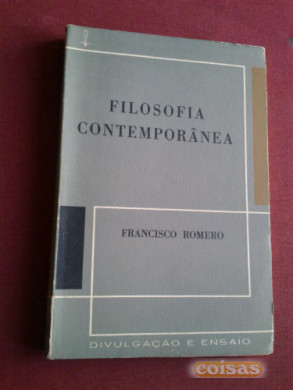 FILOSOFIA
CONTEMPORÂNEA
FRANCISCO ROMERO
DIVULGAÇÃO E ENSAIO
coisas